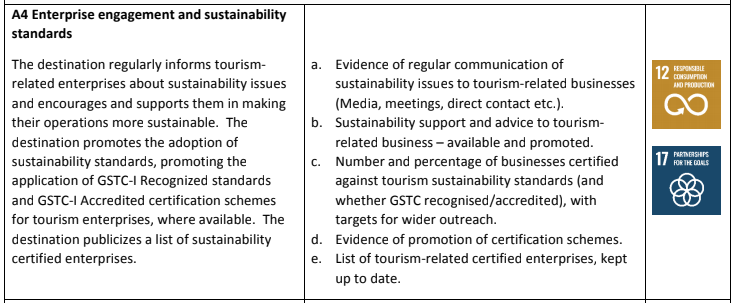 A4 Enterprise engagement and sustainability
standards
The destination regularly informs tourism-
related enterprises about sustainability issues
and encourages and supports them in making
their operations more sustainable.  The
destination promotes the adoption of
sustainability standards, promoting the
application of GSTC-I Recognized standards
and GSTC-I Accredited certification schemes
for tourism enterprises, where available.  The
destination publicizes a list of sustainability
certified enterprises.
a. Evidence of regular communication of
sustainability issues to tourism-related businesses
(Media, meetings, direct contact etc.).
b. Sustainability support and advice to tourism-
related business – available and promoted.
c. Number and percentage of businesses certified
against tourism sustainability standards (and
whether GSTC recognised/accredited), with
targets for wider outreach.
d. Evidence of promotion of certification schemes.
e. List of tourism-related certified enterprises, kept
up to date.
12 RESPONSIBLE
CONSUMPTION
AND PRODUCTION
17 PARTNERSHIPS
FOR THE GOALS